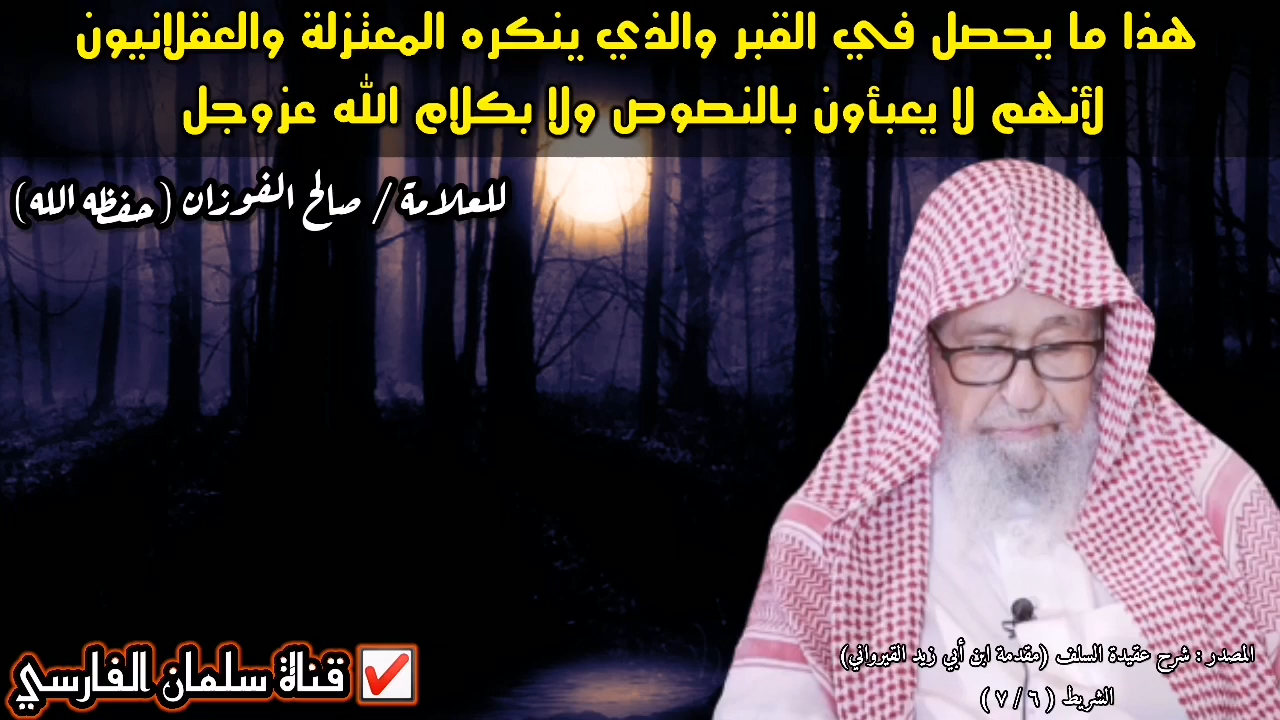 هذا ما يحصل في القبر والذي ينكره المعتزلة والعقلانيون
لأنهم لا يعبأون بالنصوص ولا بكلام الله عزوجل
للعلامة / صالح الفوزان (حفظه الله)
المصدر : شرح عقيدة السلف (مقدمة ابن أبي زيد القيرواني)
الشريط ( ٦ / ٧ )
قناة سلمان الفارسي